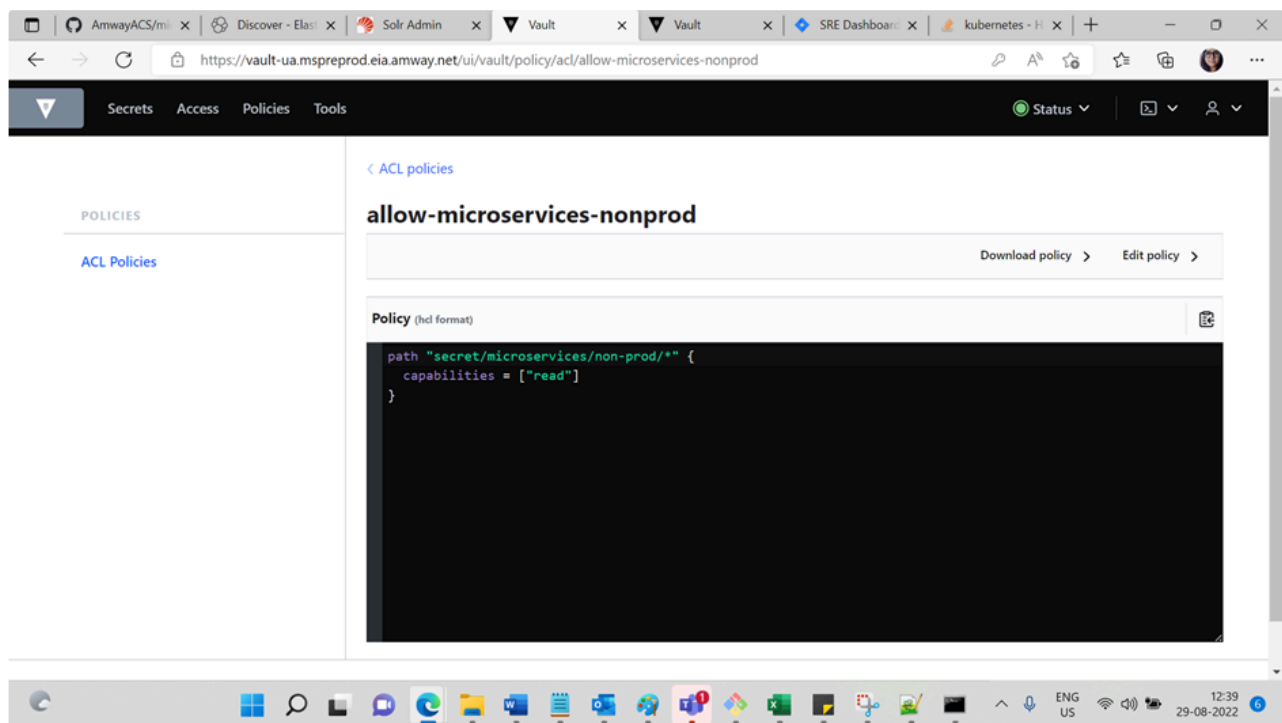 AmwayACS/mi
Discover - Elast
Solr Admin
Vault
Vault
SRE Dashboard
kubernetes - H
https://vault-ua.mspreprod.eia.amway.net/ui/vault/policy/acl/allow-microservices-nonprod
Secrets Access Policies Tools
Status
< ACL policies
POLICIES
allow-microservices-nonprod
ACL Policies
Download policy >
Edit policy >
Policy (hcl format)
path "secret/microservices/non-prod/*" {
capabilities = ["read"]
}
ENG
US
12:39
29-08-2022
6
1